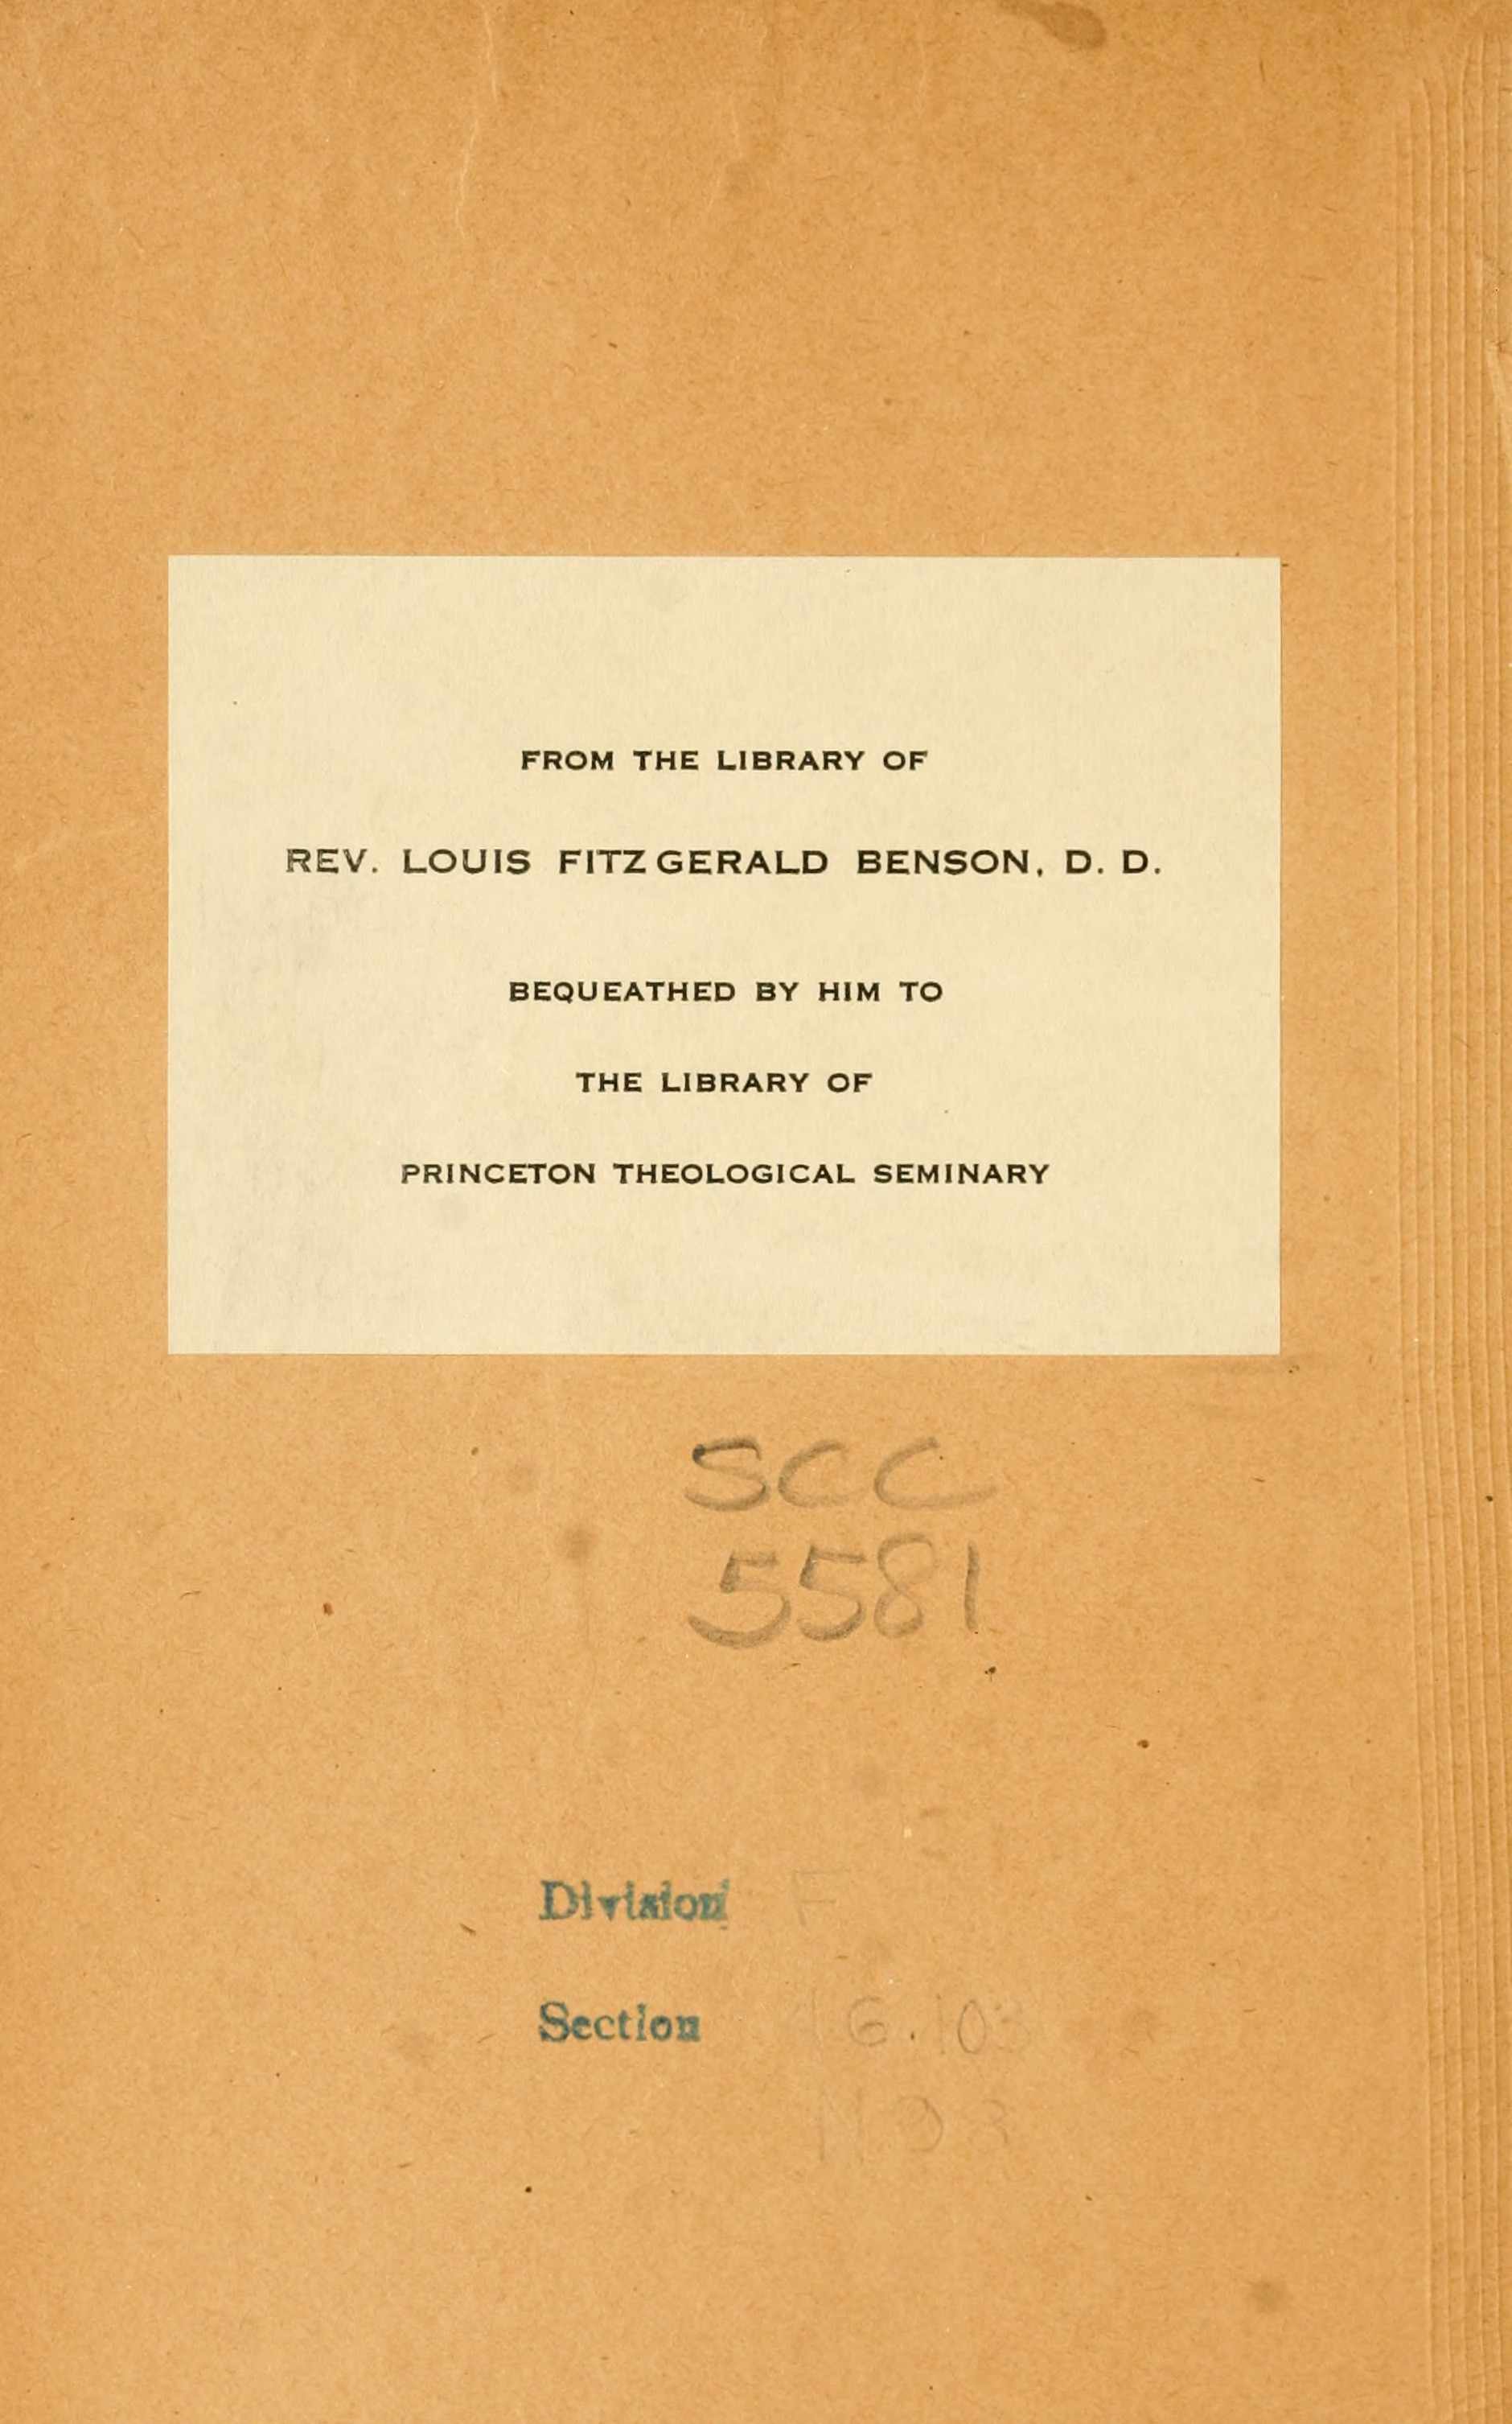 FROM THE LIBRARY OF
REV. LOUIS FITZGERALD BENSON, D. D.
BEQUEATHED BY HIM TO
THE LIBRARY OF
PRINCETON THEOLOGICAL SEMINARY
SCC
5581
Division F
Section